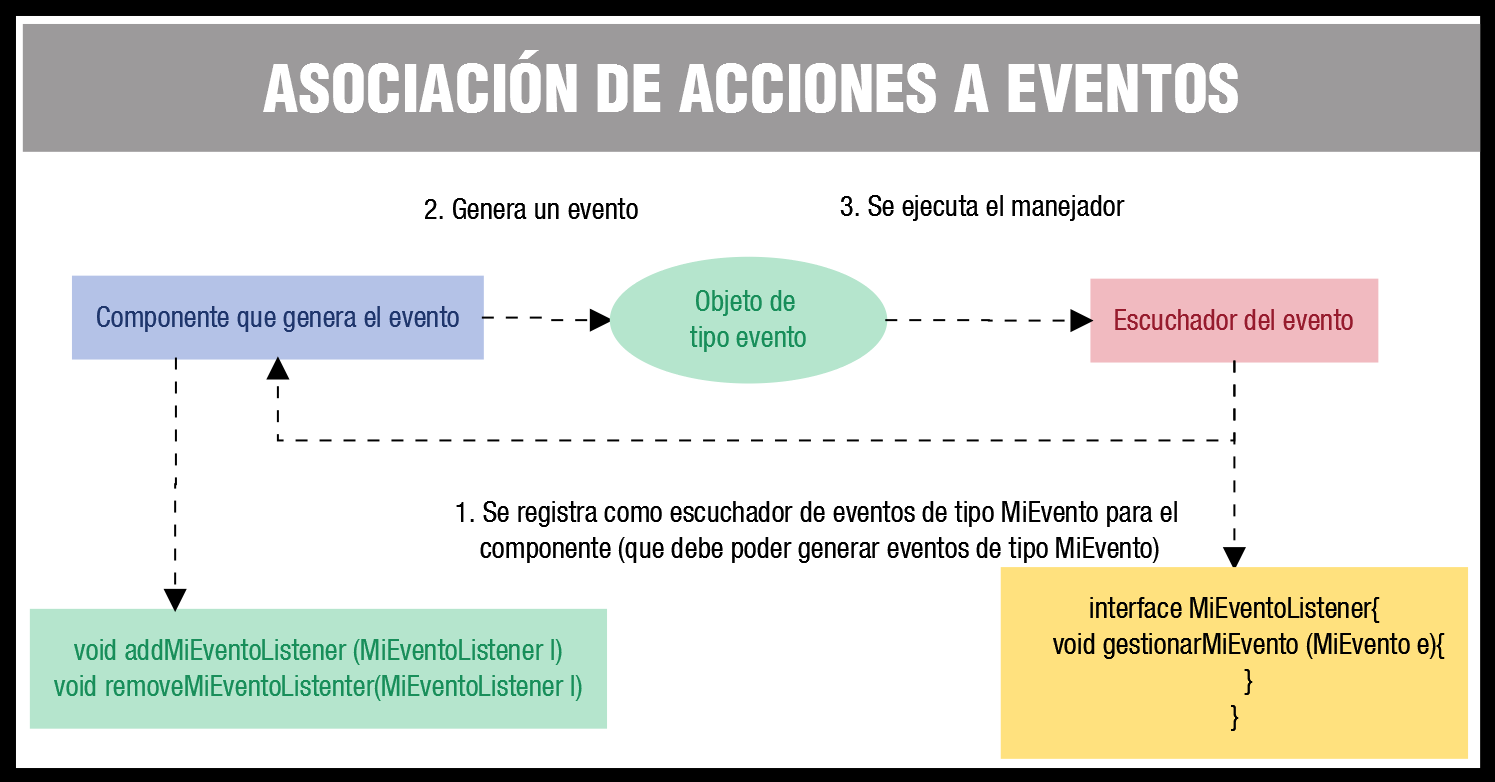 ASOCIACIÓN DE ACCIONES A EVENTOS
2. Genera un evento
3. Se ejecuta el manejador
Componente que genera el evento
Objeto de
tipo evento
Escuchador del evento
1. Se registra como escuchador de eventos de tipo MiEvento para el
componente (que debe poder generar eventos de tipo MiEvento)
void addMiEventoListener (MiEventoListener l)
void removeMiEventoListenter(MiEventoListener l)
interface MiEventoListener{
void gestionarMiEvento (MiEvento e){
}
}